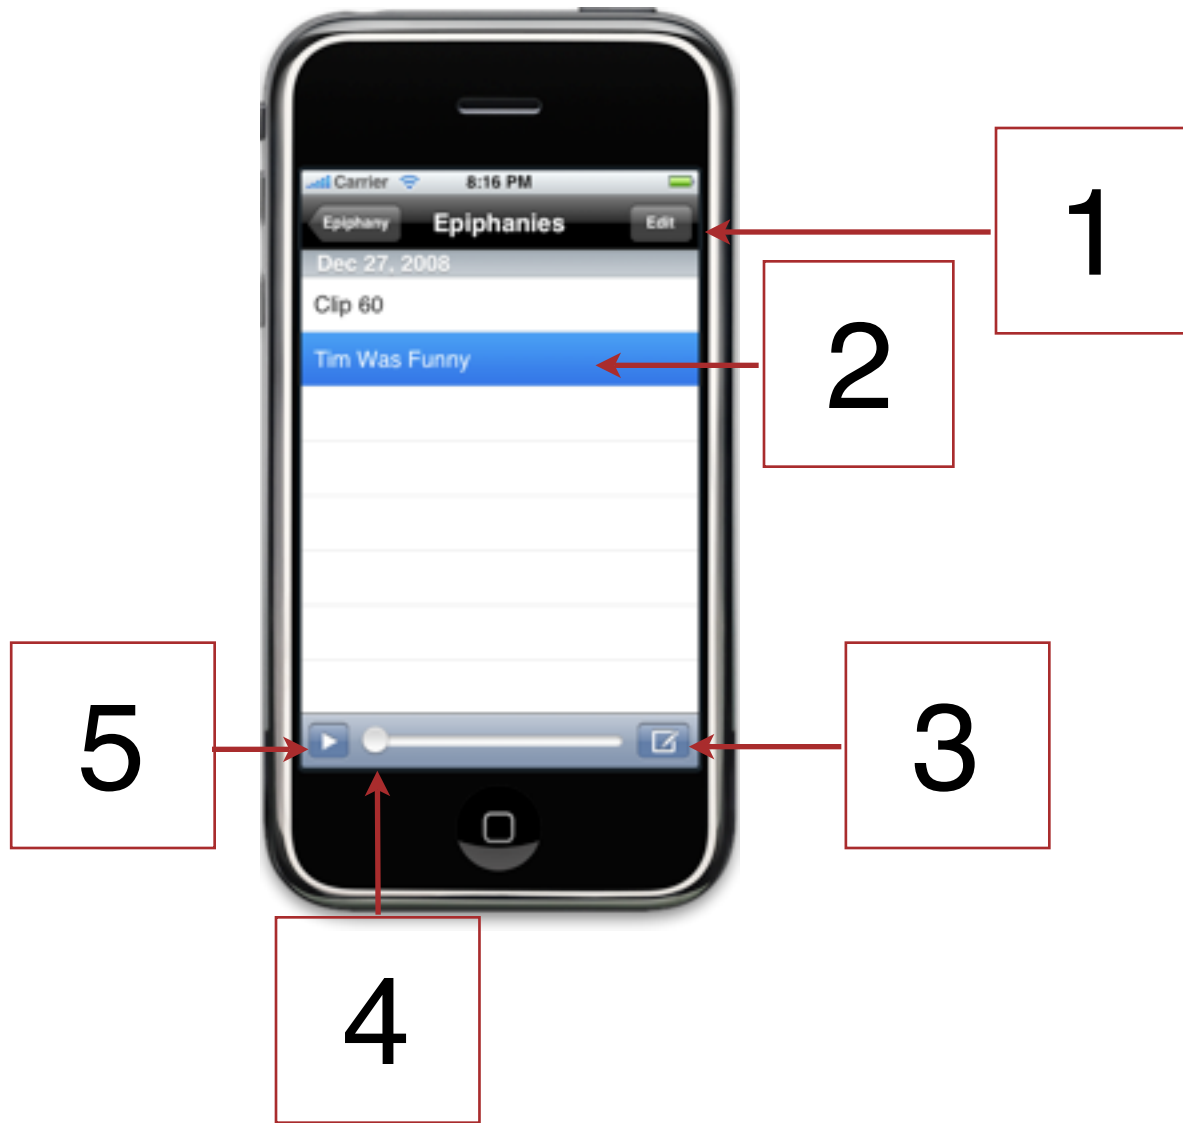 Carrier 8:16 PM
Epiphany Epiphanies Edit
Dec 27, 2008
Clip 60
Tim Was Funny
1
2
3
4
5